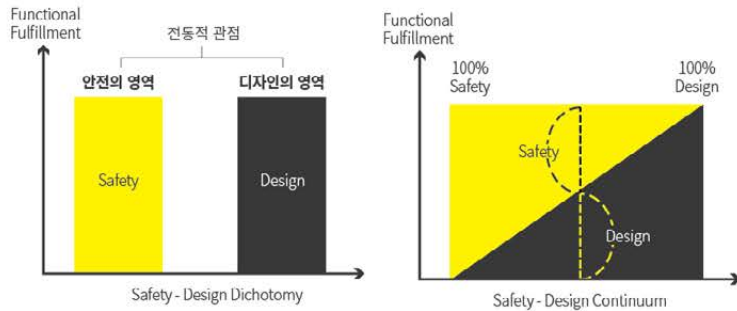 Functional
Fulfillment
전통적 관점
안전의 영역
디자인의 영역
Safety
Design
Safety - Design Dichotomy
Functional
Fulfillment
100%
Safety
100%
Design
Safety
Design
Safety - Design Continuum